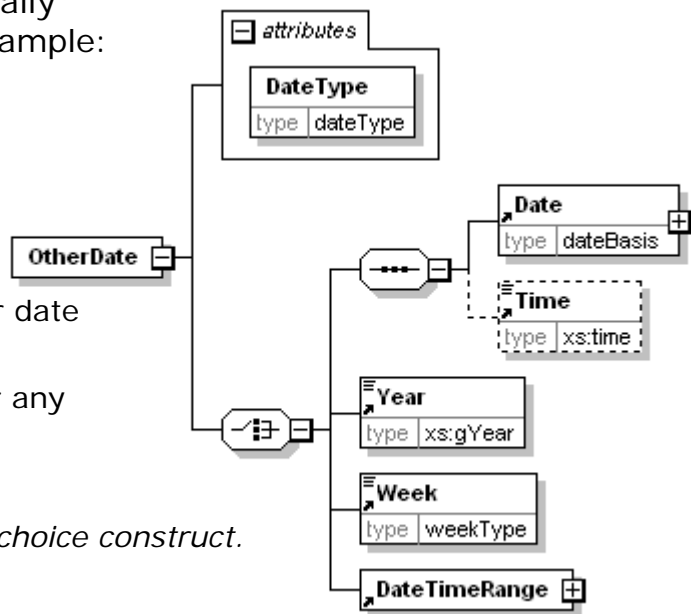 ally
ample:
attributes
DateType
type dateType
Date
type dateBasis
OtherDate
Time
type xs:time
r date
Year
type xs:gYear
any
Week
type weekType
choice construct.
DateTimeRange